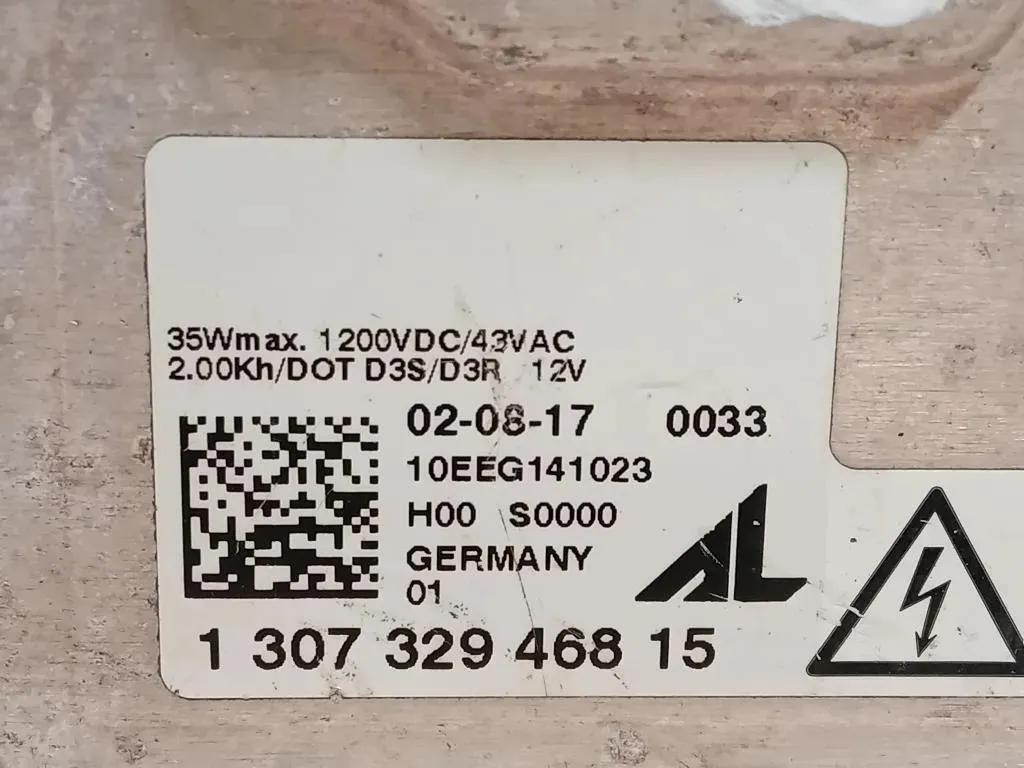 35Wmax. 1200VDC/43VAC
2.00Kh/DOT D3S/D3R 12V
02-08-17 0033
10EEG141023
H00 S0000
GERMANY
01
AL
1 307 329 468 15